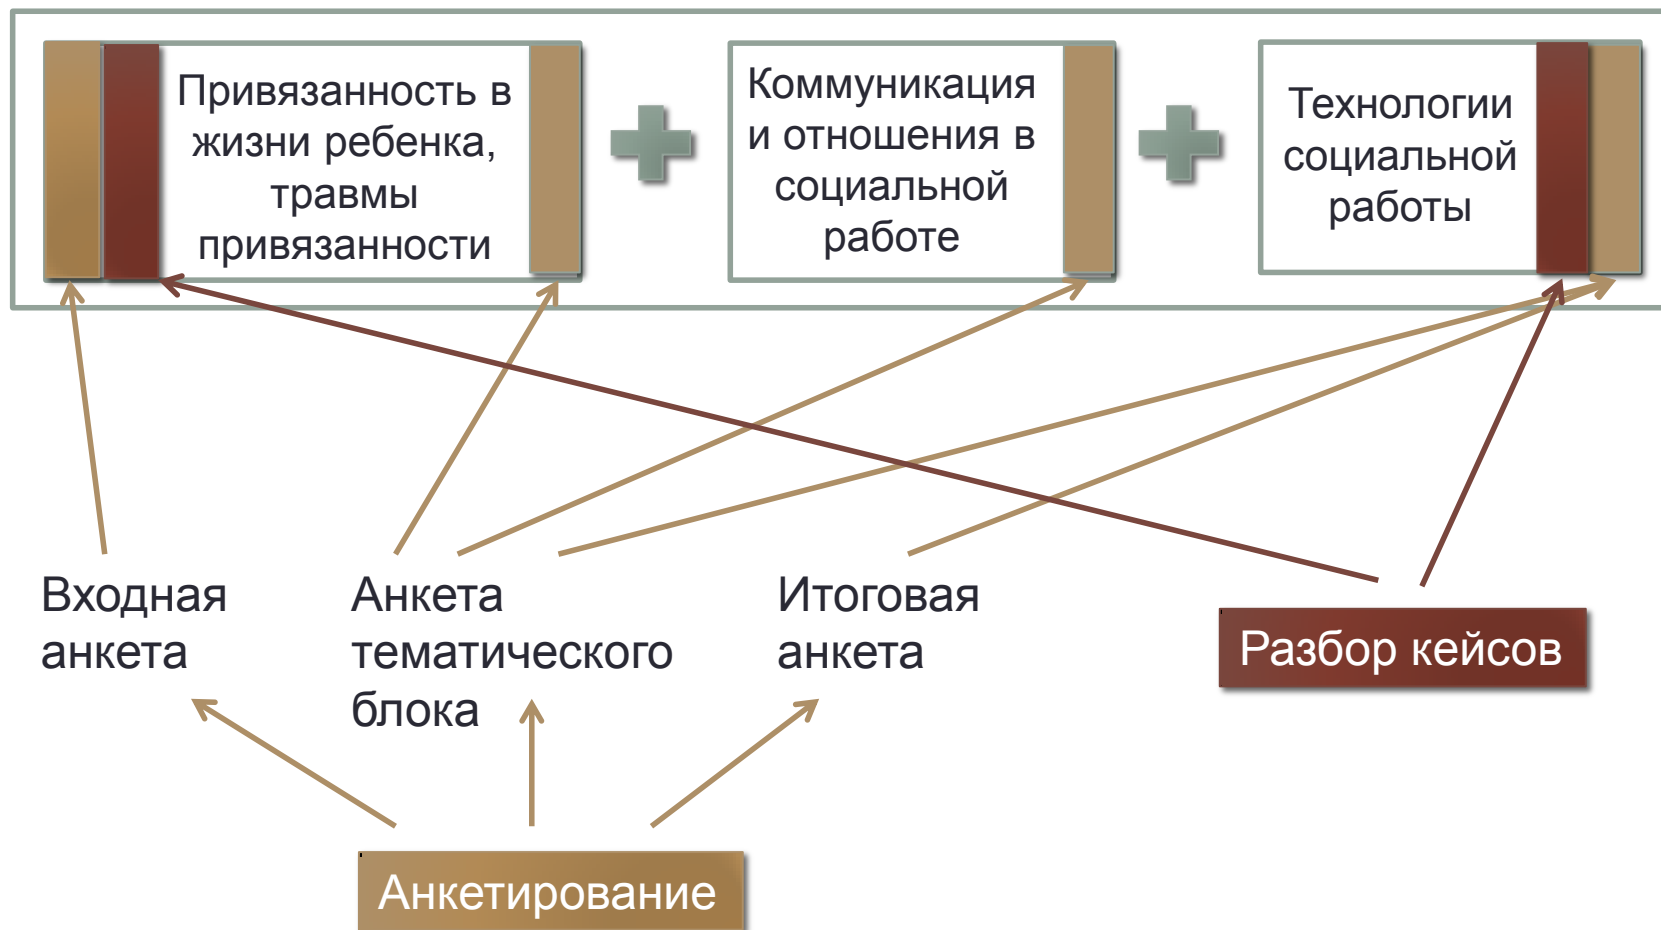 Привязанность в
жизни ребенка,
травмы
привязанности
Коммуникация
и отношения в
социальной
работе
Технологии
социальной
работы
Входная
анкета
Анкета
тематического
блока
Итоговая
анкета
Разбор кейсов
Анкетирование